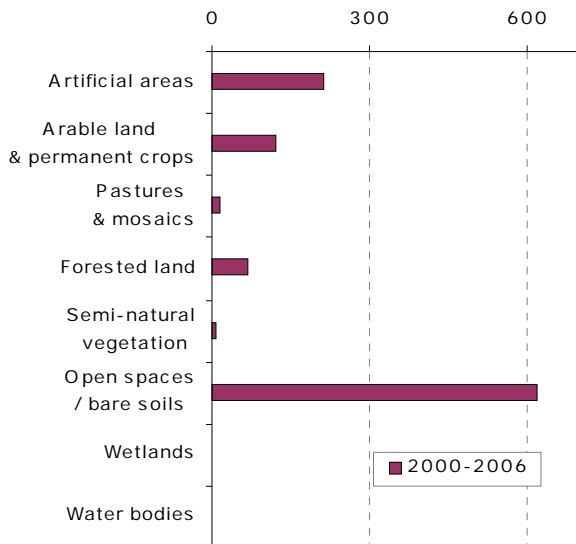 0 300 600
Artificial areas
Arable land
& permanent crops
Pastures
& mosaics
Forested land
Semi-natural
vegetation
Open spaces
/ bare soils
Wetlands
2000-2006
Water bodies